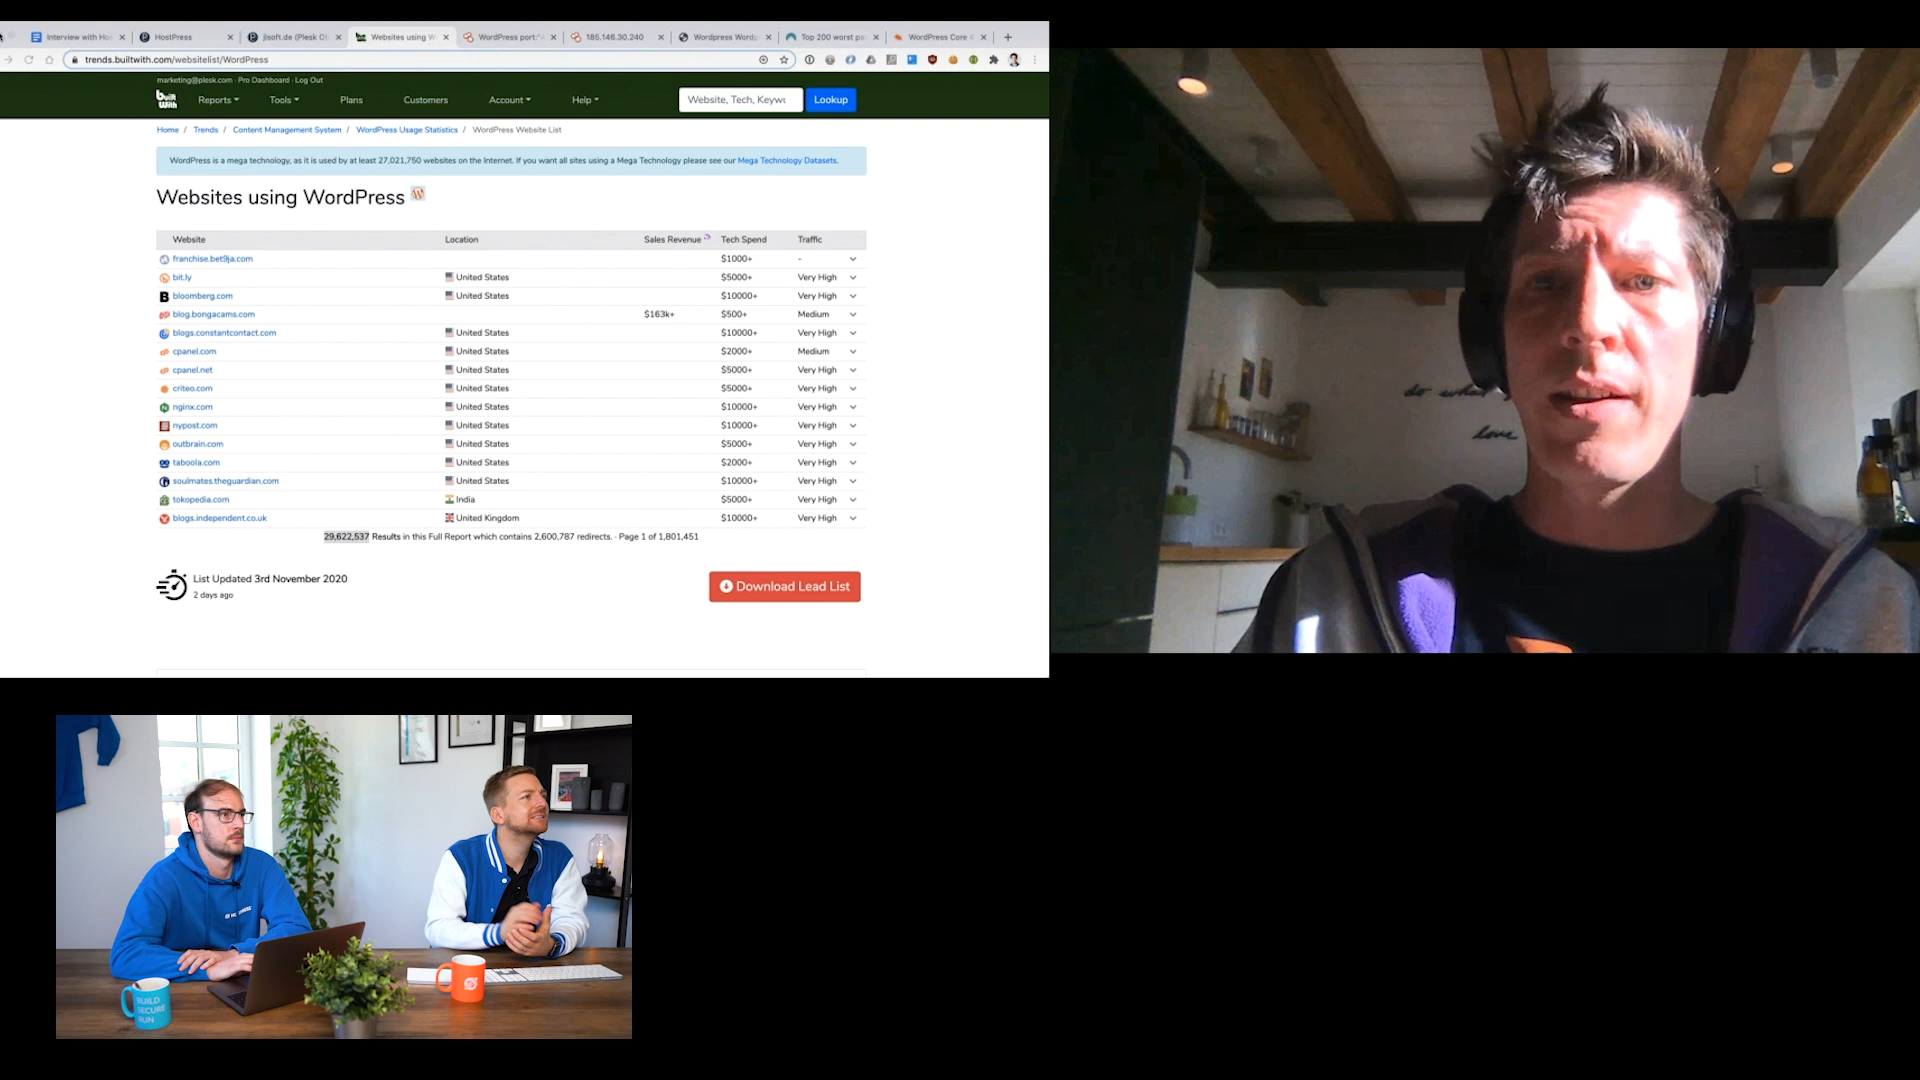 Interview with Ho
HostPress
jlsoft.de (Plesk O
Websites using W
WordPress port:"
185.146.30.240
Wordpress Wordp
Top 200 worst pa
WordPress Core
trends.builtwith.com/websitelist/WordPress
marketing@plesk.com · Pro Dashboard · Log Out
built With
Reports Tools Plans Customers Account Help
Website, Tech, Keyw
Lookup
Home / Trends / Content Management System / WordPress Usage Statistics / WordPress Website List
WordPress is a mega technology, as it is used by at least 27,021,750 websites on the Internet. If you want all sites using a Mega Technology please see our Mega Technology Datasets.
Websites using WordPress
Website Location Sales Revenue Tech Spend Traffic
franchise.bet9ja.com $1000+ -
bit.ly United States $5000+ Very High
bloomberg.com United States $10000+ Very High
blog.bongacams.com $163k+ $500+ Medium
blogs.constantcontact.com United States $10000+ Very High
cpanel.com United States $2000+ Medium
cpanel.net United States $5000+ Very High
criteo.com United States $5000+ Very High
nginx.com United States $10000+ Very High
nypost.com United States $10000+ Very High
outbrain.com United States $5000+ Very High
taboola.com United States $2000+ Very High
soulmates.theguardian.com United States $10000+ Very High
tokopedia.com India $5000+ Very High
blogs.independent.co.uk United Kingdom $10000+ Very High
29,622,537 Results in this Full Report which contains 2,600,787 redirects. · Page 1 of 1,801,451
List Updated 3rd November 2020
2 days ago
Download Lead List
do what
love
BUILD
SECURE
RUN